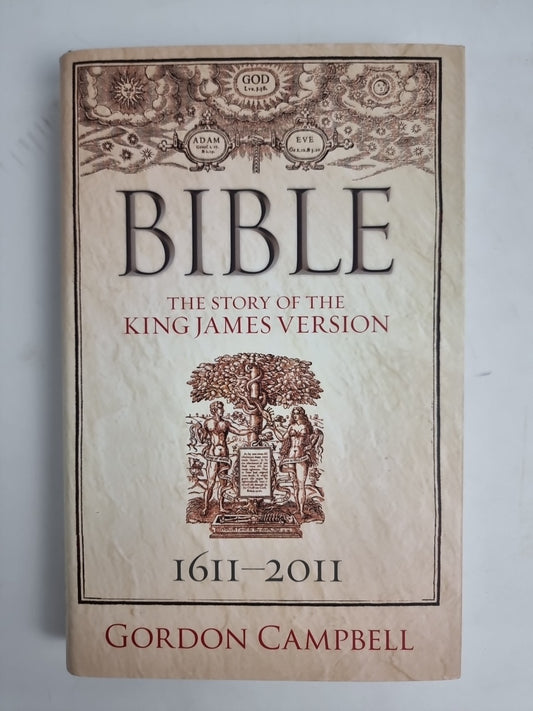 GOD
ADAM
EVE
BIBLE
THE STORY OF THE
KING JAMES VERSION
1611–2011
GORDON CAMPBELL